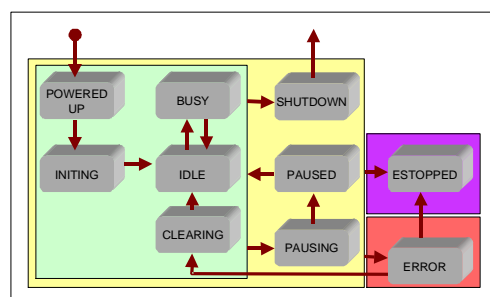 POWERED
UP
BUSY
SHUTDOWN
INITING
IDLE
PAUSED
ESTOPPED
CLEARING
PAUSING
ERROR